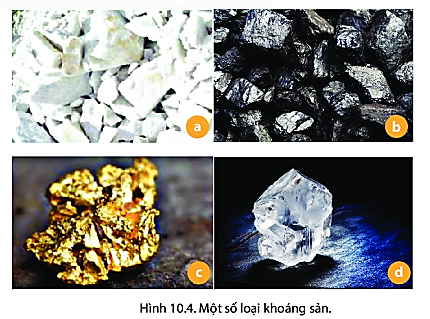 a
b
c
d
Hình 10.4. Một số loại khoáng sản.